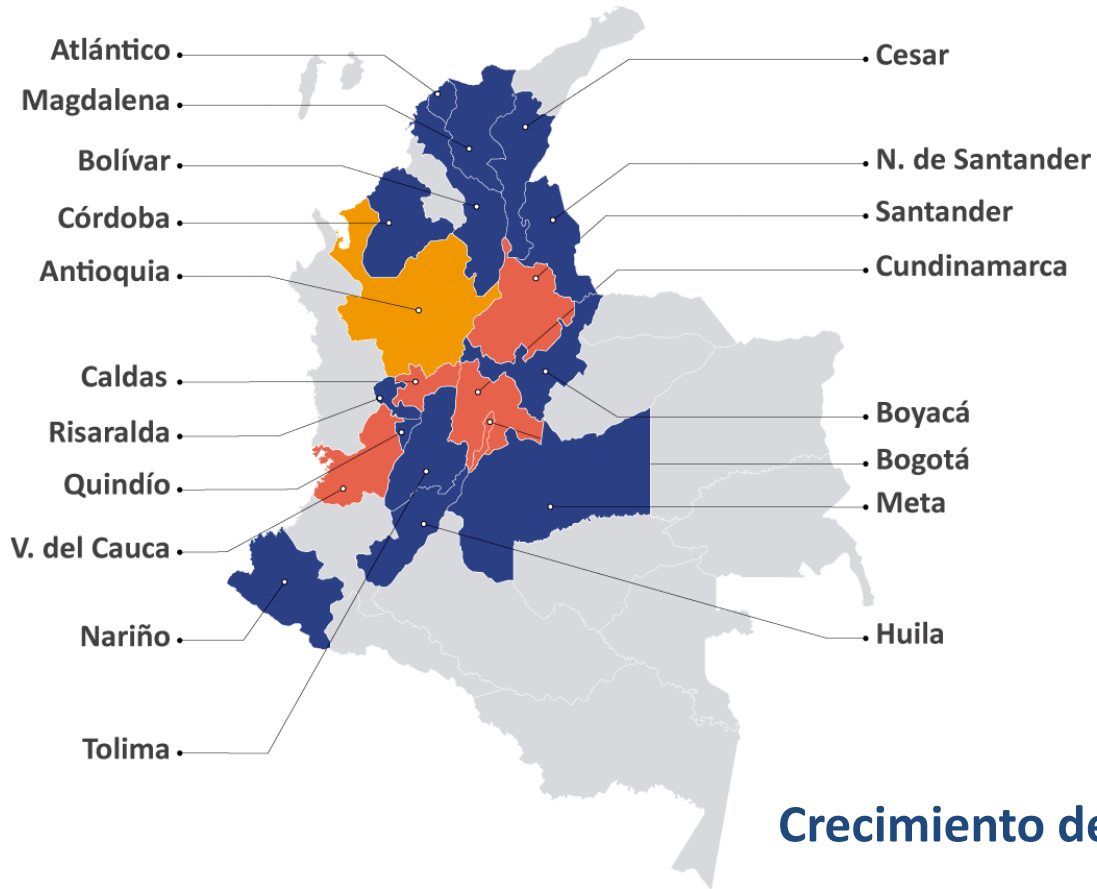 Atlántico
Magdalena
Bolívar
Córdoba
Antioquia
Caldas
Risaralda
Quindío
V. del Cauca
Nariño
Tolima
Cesar
N. de Santander
Santander
Cundinamarca
Boyacá
Bogotá
Meta
Huila
Crecimiento de